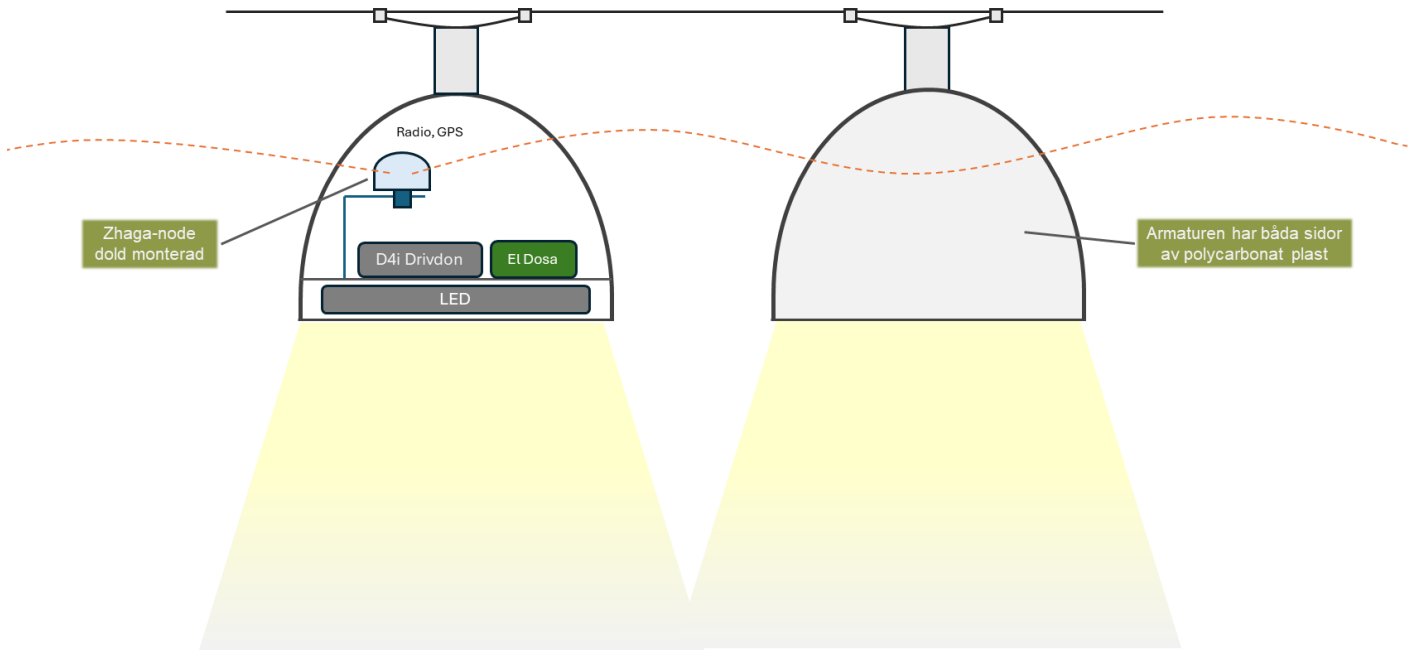 Radio, GPS
Zhaga-node
dold monterad
D4i Drivdon
El Dosa
LED
Armaturen har båda sidor
av polycarbonat plast